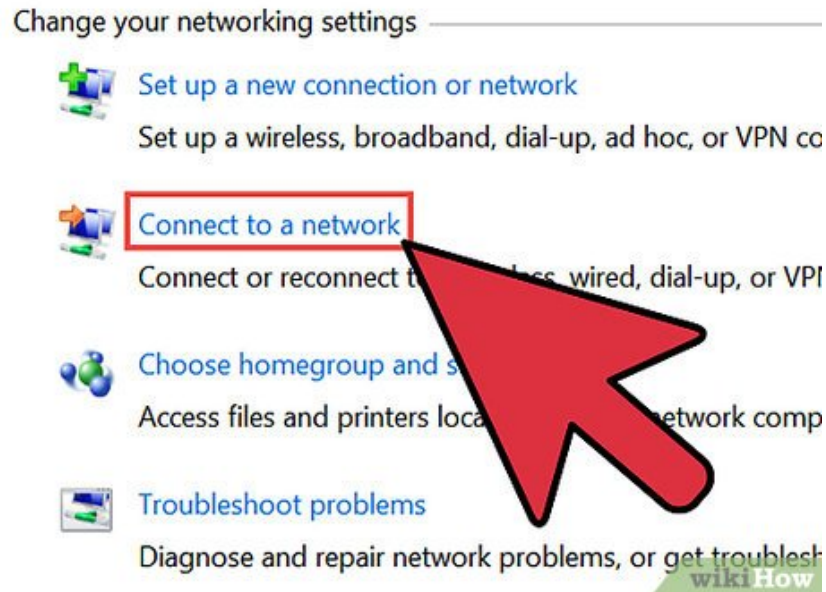 Change your networking settings
Set up a new connection or network
Set up a wireless, broadband, dial-up, ad hoc, or VPN co
Connect to a network
Connect or reconnect wired, dial-up, or VPN
Choose homegroup and
Access files and printers network comp
Troubleshoot problems
Diagnose and repair network problems, or get troublesh
wikiHow